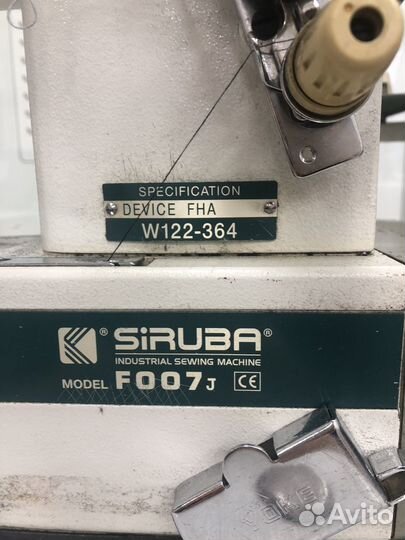 SPECIFICATION
DEVICE FHA
W122-364
® SiRUBA®
INDUSTRIAL SEWING MACHINE
MODEL F007J CE
Avito